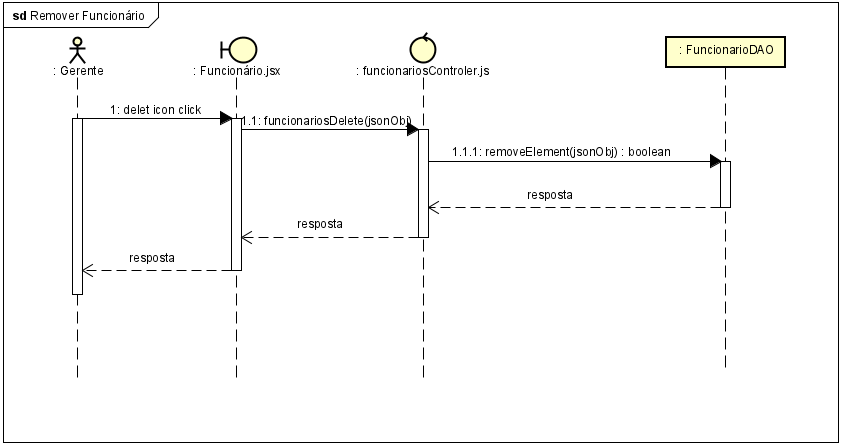 sd Remover Funcionário
: Gerente
: Funcionário.jsx
: funcionariosControler.js
: FuncionarioDAO
1: delet icon click
1.1: funcionariosDelete(jsonObj)
1.1.1: removeElement(jsonObj) : boolean
resposta
resposta
resposta